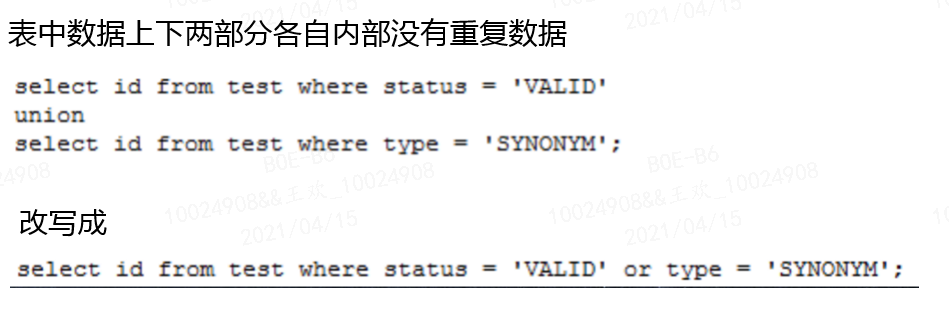 2021/04/15
表中数据上下两部分各自内部没有重复数据
select id from test where status = 'VALID'
union
select id from test where type = 'SYNONYM';
BOE-B6
BOE-B6
24908
10024908&&王欢_10024908
10024908&&王欢_10024908
2021/04/15
2021/04/15
改写成
select id from test where status = 'VALID' or type = 'SYNONYM';